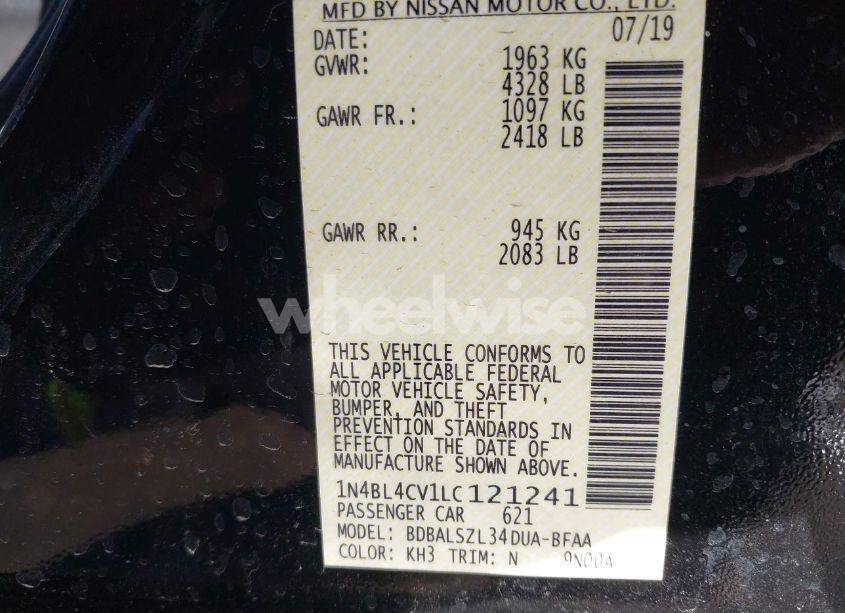 MFD BY NISSAN MOTOR CO., LTD.
DATE: 07/19
GVWR: 1963 KG
4328 LB
GAWR FR.: 1097 KG
2418 LB
GAWR RR.: 945 KG
2083 LB
wheelwise
THIS VEHICLE CONFORMS TO
ALL APPLICABLE FEDERAL
MOTOR VEHICLE SAFETY,
BUMPER, AND THEFT
PREVENTION STANDARDS IN
EFFECT ON THE DATE OF
MANUFACTURE SHOWN ABOVE.
1N4BL4CV1LC121241
PASSENGER CAR 621
MODEL: BDBALSZL34DUA-BFAA
COLOR: KH3 TRIM: N 9N00A